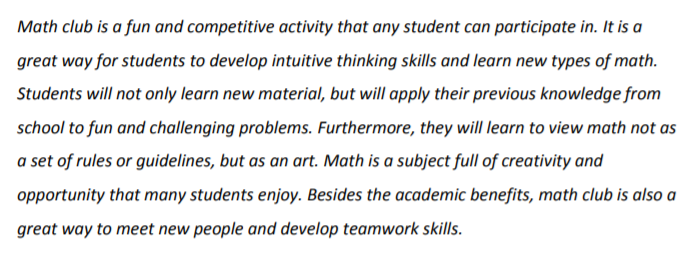 Math club is a fun and competitive activity that any student can participate in. It is a
great way for students to develop intuitive thinking skills and learn new types of math.
Students will not only learn new material, but will apply their previous knowledge from
school to fun and challenging problems. Furthermore, they will learn to view math not as
a set of rules or guidelines, but as an art. Math is a subject full of creativity and
opportunity that many students enjoy. Besides the academic benefits, math club is also a
great way to meet new people and develop teamwork skills.